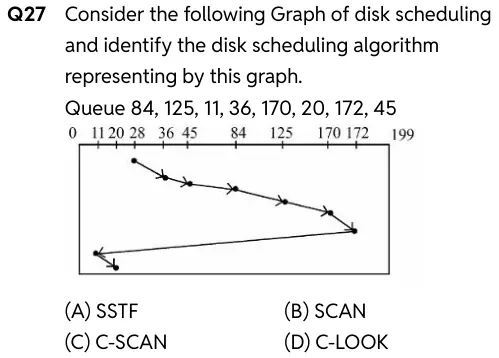 Q27 Consider the following Graph of disk scheduling
and identify the disk scheduling algorithm
representing by this graph.
Queue 84, 125, 11, 36, 170, 20, 172, 45
0 11 20 28 36 45 84 125 170 172 199
(A) SSTF (B) SCAN
(C) C-SCAN (D) C-LOOK